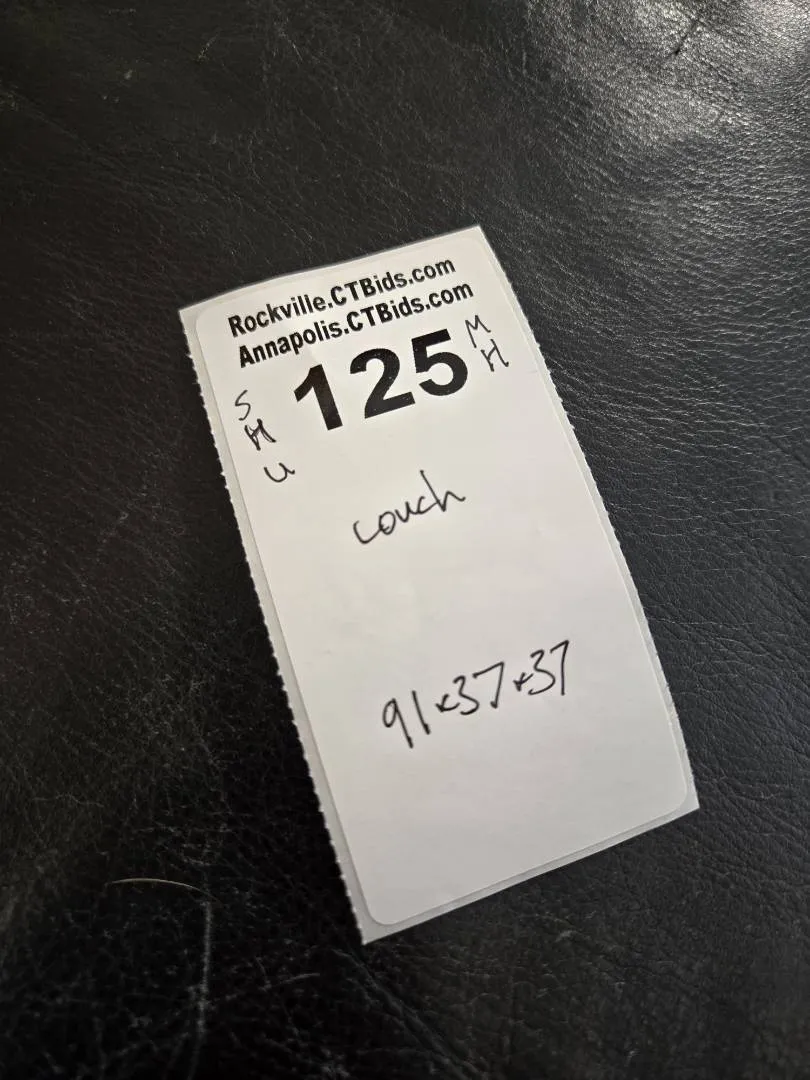 Rockville.CTBids.com
Annapolis.CTBids.com
125
M
H
S
H
U
couch
91x37x37